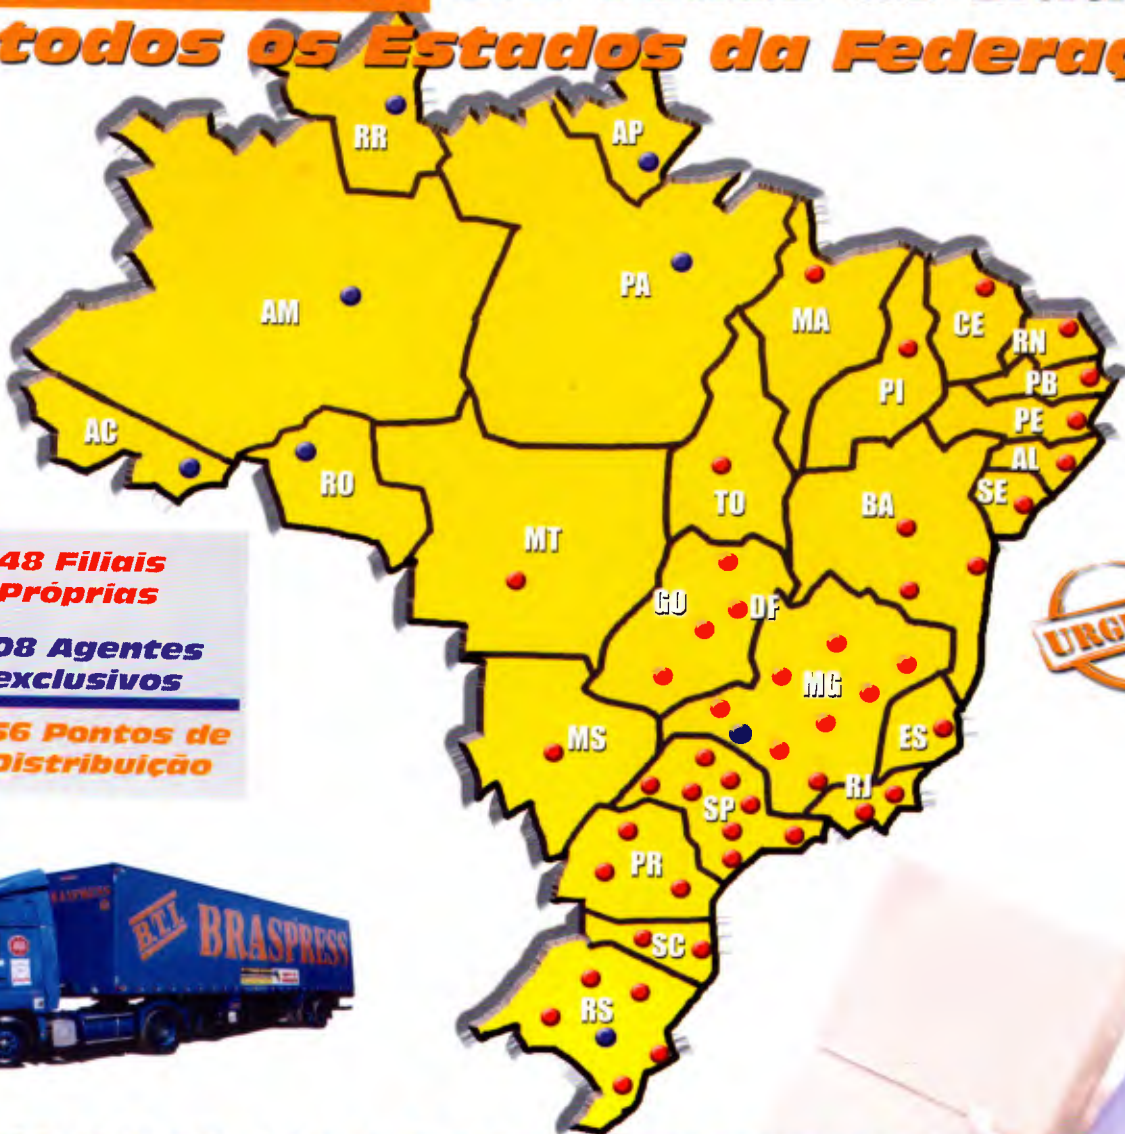 todos os Estados da Federaç
RR
AP
AM
PA
MA
CE
RN
PI
PB
PE
AC
AL
RO
TO
BA
SE
MT
GO
DF
MG
MS
ES
RJ
SP
PR
SC
RS
48 Filiais
Próprias
08 Agentes
exclusivos
56 Pontos de
Distribuição
URGE
B.T.I. BRASPRESS
BRASPRESS